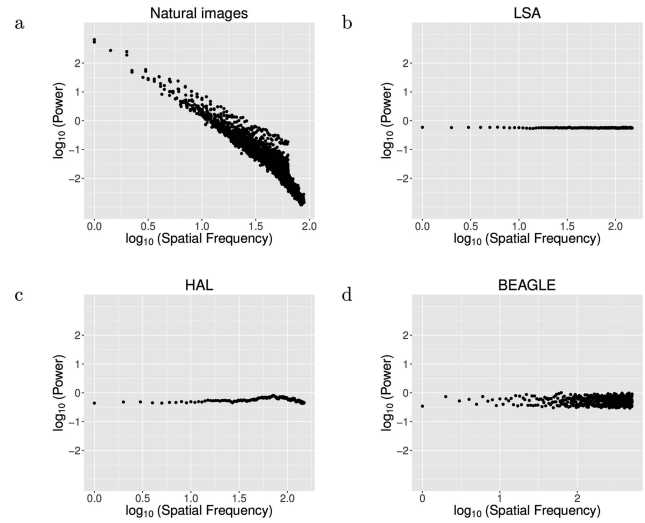 a
Natural images
2
1
0
−1
−2
log10 (Power)
0.0 0.5 1.0 1.5 2.0
log10 (Spatial Frequency)
b
LSA
2
1
0
−1
−2
log10 (Power)
0.0 0.5 1.0 1.5 2.0
log10 (Spatial Frequency)
c
HAL
2
1
0
−1
−2
log10 (Power)
0.0 0.5 1.0 1.5 2.0
log10 (Spatial Frequency)
d
BEAGLE
2
1
0
−1
−2
log10 (Power)
0 1 2
log10 (Spatial Frequency)